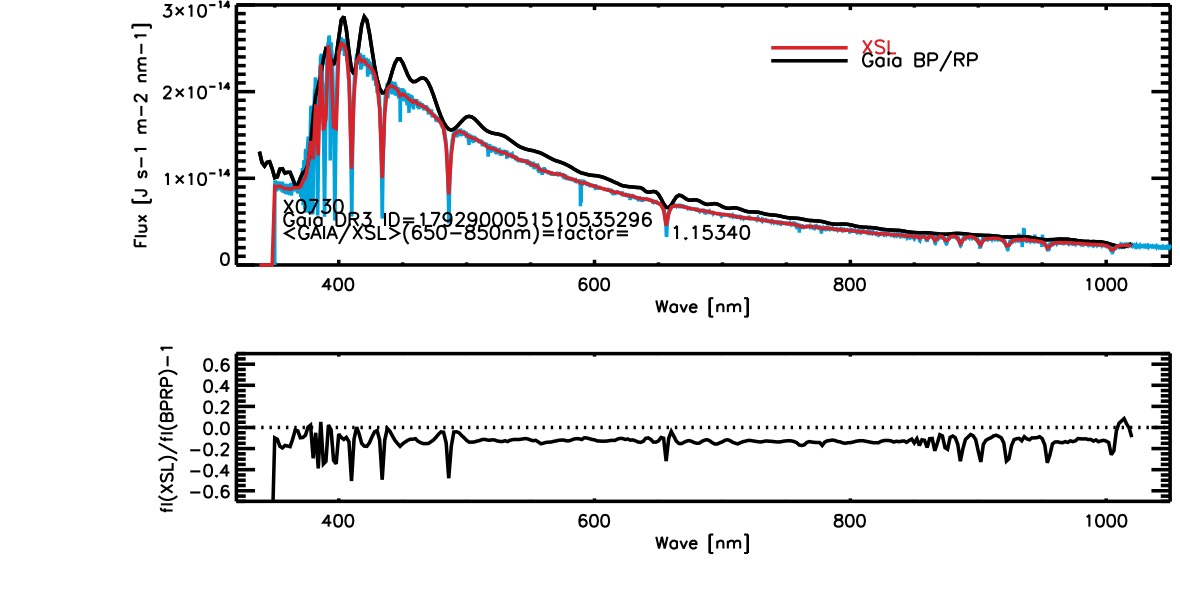 3×10−14
2×10−14
1×10−14
0
Flux [J s−1 m−2 nm−1]
XSL
Gaia BP/RP
X0730
Gaia DR3 ID=1792900051151053529​6
<GAIA/XSL>(650−850nm)=factor= 1.15340
400 600 800 1000
Wave [nm]
0.6
0.4
0.2
0.0
−0.2
−0.4
−0.6
fl(XSL)/fl(BPRP)−1
400 600 800 1000
Wave [nm]